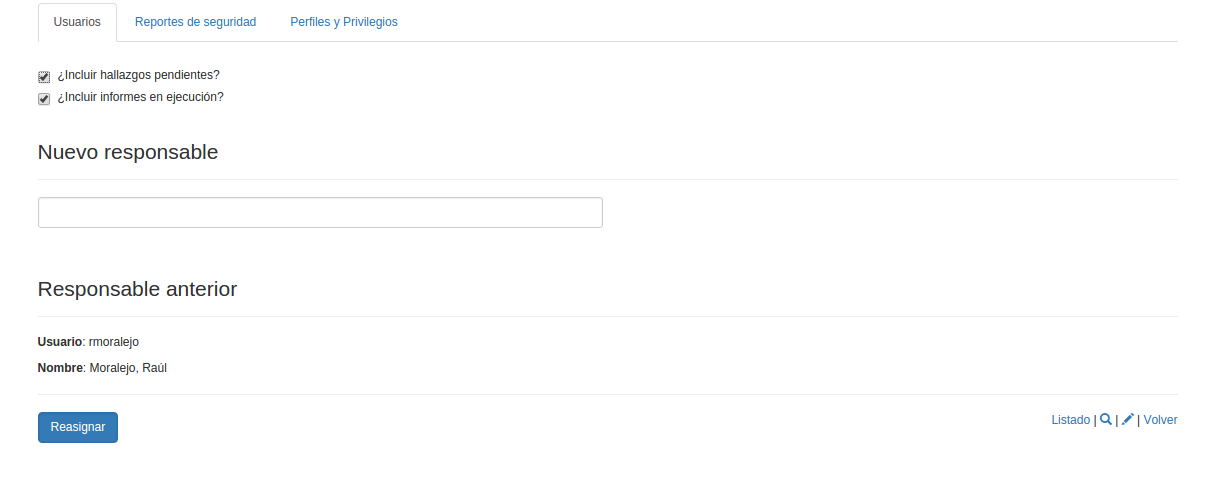 Usuarios Reportes de seguridad Perfiles y Privilegios
¿Incluir hallazgos pendientes?
¿Incluir informes en ejecución?
Nuevo responsable
Responsable anterior
Usuario: rmoralejo
Nombre: Moralejo, Raúl
Reasignar
Listado | | | Volver